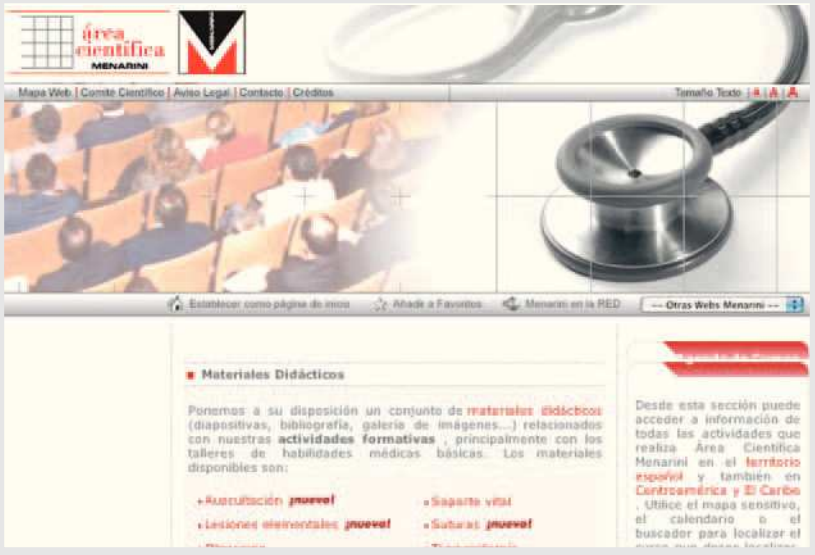 área
científica
MENARINI
Mapa Web | Comite Científico | Aviso Legal | Contacto | Créditos
Tamaño Texto | A | A | A
Establecer como página de inicio
Añadir a Favoritos
Menarini en la RED
--- Otras Webs Menarini ---
Materiales Didácticos
Ponemos a su disposición un conjunto de materiales didácticos
(diapositivas, bibliografía, galería de imágenes...) relacionados
con nuestras actividades formativas , principalmente con los
talleres de habilidades médicas básicas. Los materiales
disponibles son:
Auscultación ¡nuevo!
Soporte vital
Lesiones elementales ¡nuevo!
Suturas ¡nuevo!
Desde esta sección puede
acceder a información de
todas las actividades que
realiza Área Científica
Menarini en el territorio
español y también en
Centroamérica y El Caribe
. Utilice el mapa sensitivo,
el calendario o el
buscador para localizar el